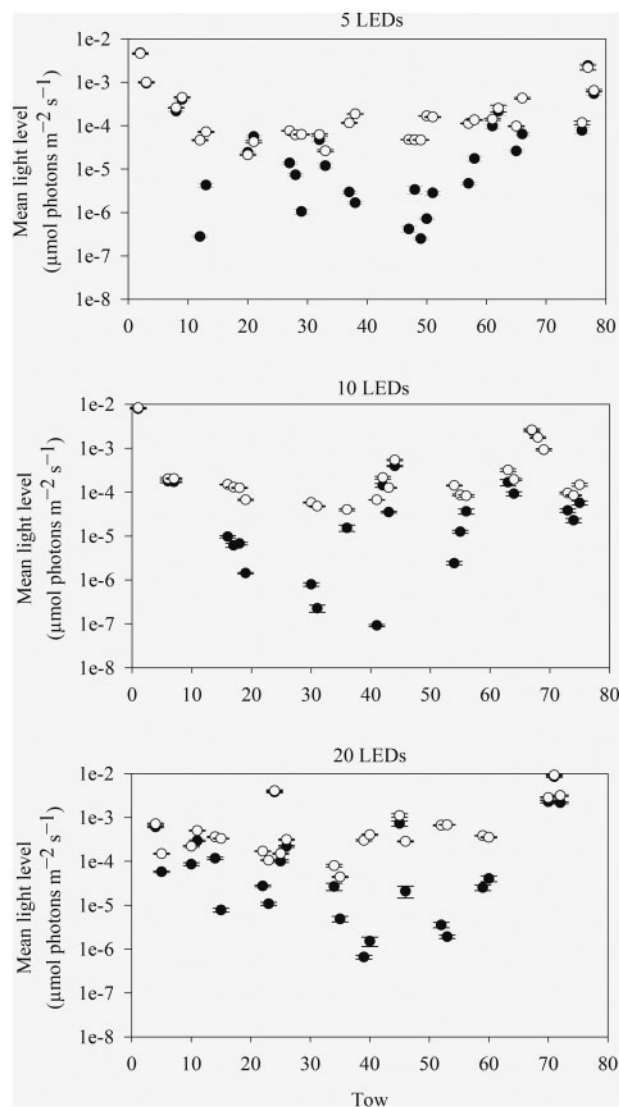 5 LEDs
1e-2
1e-3
1e-4
1e-5
1e-6
1e-7
1e-8
Mean light level
(µmol photons m−2 s−1)
0 10 20 30 40 50 60 70 80
10 LEDs
1e-2
1e-3
1e-4
1e-5
1e-6
1e-7
1e-8
Mean light level
(µmol photons m−2 s−1)
0 10 20 30 40 50 60 70 80
20 LEDs
1e-2
1e-3
1e-4
1e-5
1e-6
1e-7
1e-8
Mean light level
(µmol photons m−2 s−1)
0 10 20 30 40 50 60 70 80
Tow